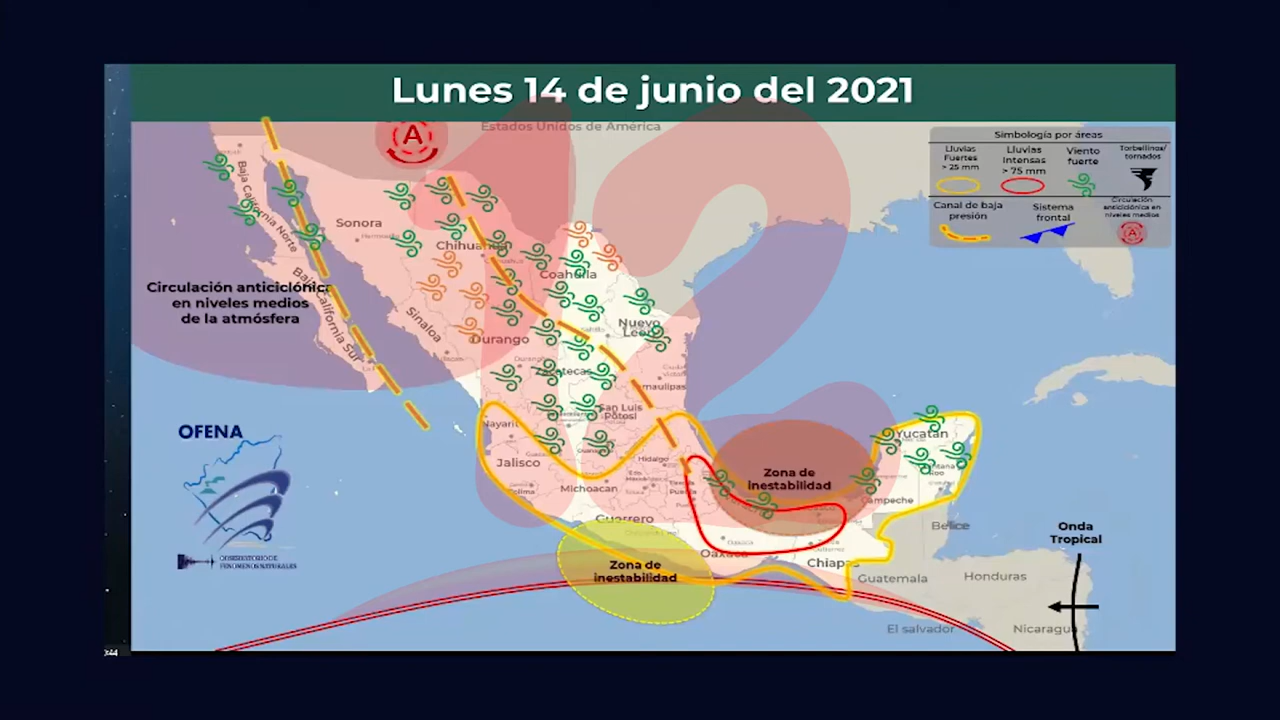 Lunes 14 de junio del 2021
Estados Unidos de América
A
Simbología por áreas
Lluvias
Fuertes
> 25 mm
Lluvias
Intensas
> 75 mm
Viento
fuerte
Torbellinos/
tornados
Canal de baja
presión
Sistema
frontal
Circulación
anticiclónica en
niveles medios
A
12
Baja California Norte
Sonora
Chihuahua
Coahuila
Circulación anticiclónica
en niveles medios
de la atmósfera
Baja California Sur
Sinaloa
Nuevo
León
Durango
Zacatecas
Tamaulipas
San Luis
Potosí
Nayarit
OFENA
Yucatán
Jalisco
Hidalgo
Zona de
inestabilidad
Colima
Michoacan
Campeche
Guerrero
Belice
Onda
Tropical
Oaxaca
Chiapas
Zona de
inestabilidad
Guatemala
Honduras
OBSERVATORIO DE
FENOMENOS NATURALES
El salvador
Nicaragua